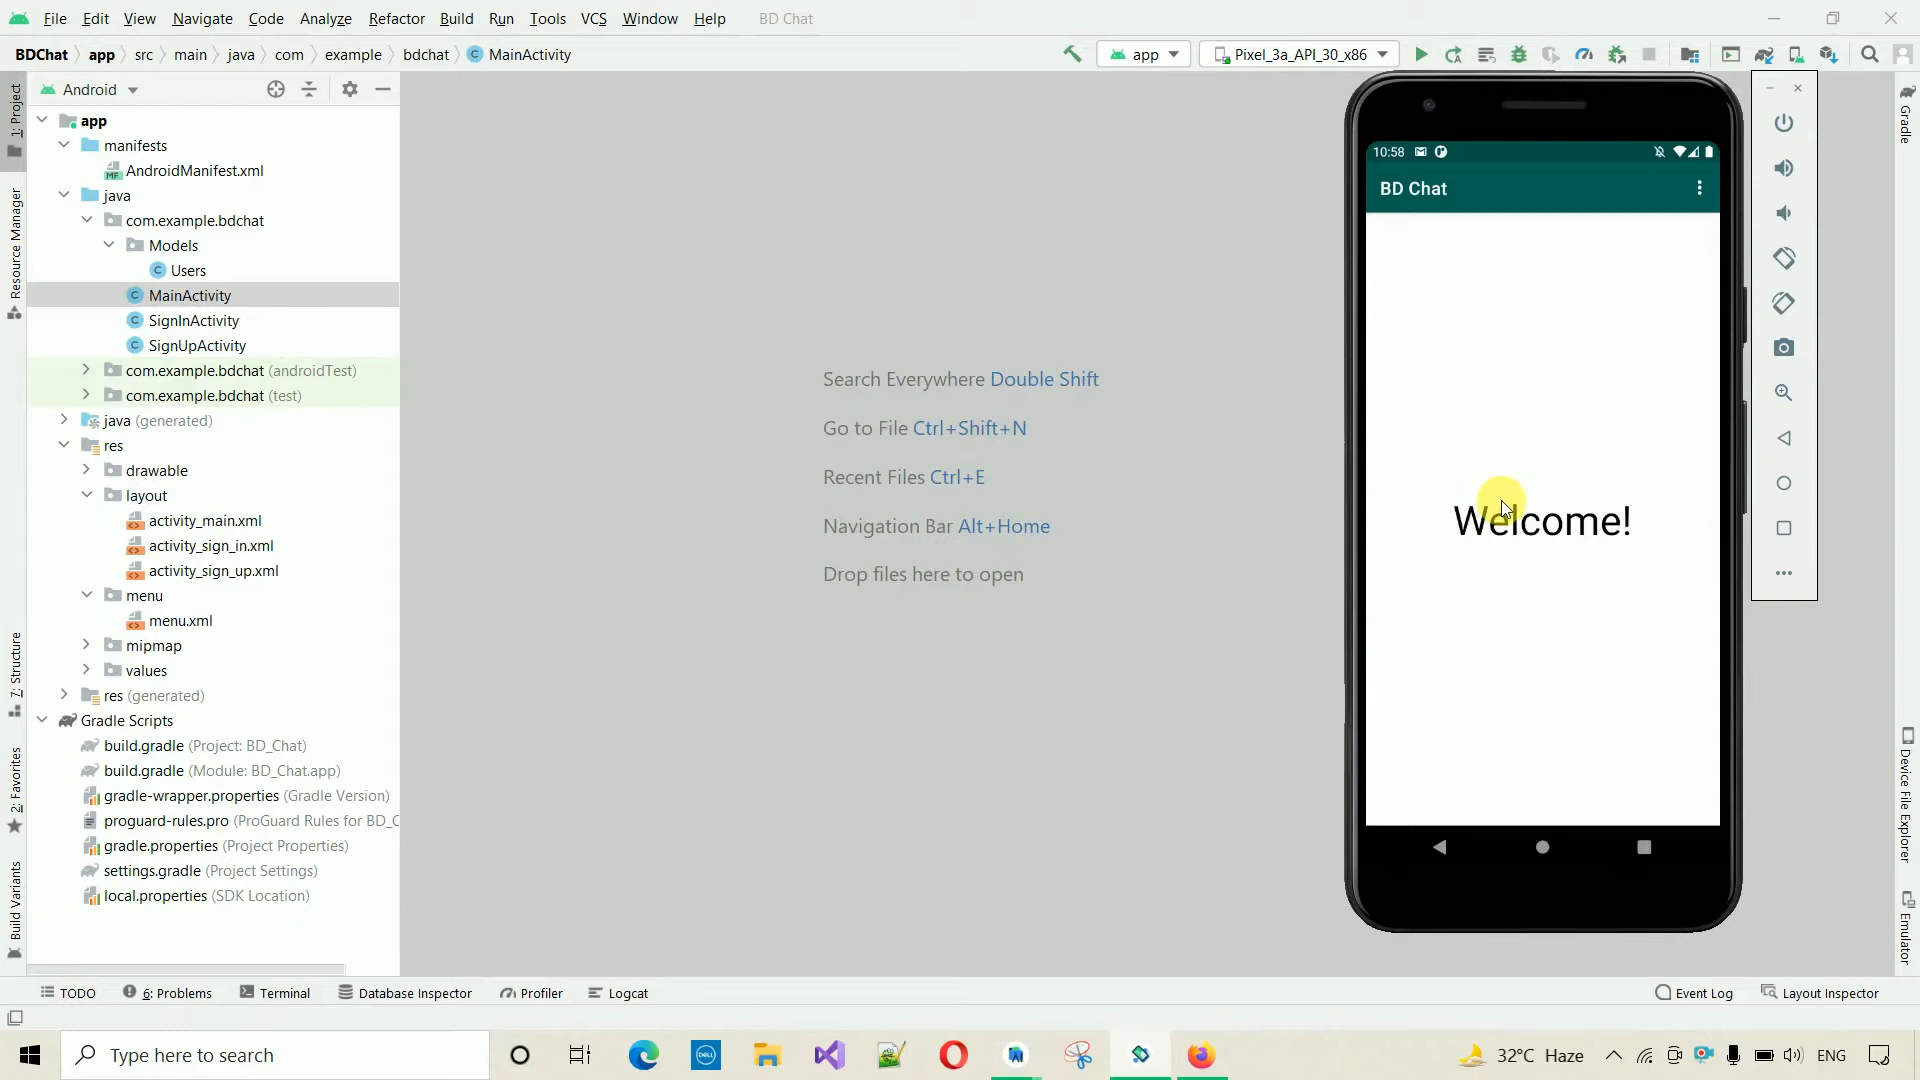 File Edit View Navigate Code Analyze Refactor Build Run Tools VCS Window Help BD Chat
BDChat app src main java com example bdchat MainActivity
app
Pixel_3a_API_30_x86
1: Project
Resource Manager
7: Structure
2: Favorites
Build Variants
Android
app
manifests
AndroidManifest.xml
java
com.example.bdchat
Models
Users
MainActivity
SignInActivity
SignUpActivity
com.example.bdchat (androidTest)
com.example.bdchat (test)
java (generated)
res
drawable
layout
activity_main.xml
activity_sign_in.xml
activity_sign_up.xml
menu
menu.xml
mipmap
values
res (generated)
Gradle Scripts
build.gradle (Project: BD_Chat)
build.gradle (Module: BD_Chat.app)
gradle-wrapper.properties (Gradle Version)
proguard-rules.pro (ProGuard Rules for BD_C
gradle.properties (Project Properties)
settings.gradle (Project Settings)
local.properties (SDK Location)
Search Everywhere Double Shift
Go to File Ctrl+Shift+N
Recent Files Ctrl+E
Navigation Bar Alt+Home
Drop files here to open
10:58
BD Chat
Welcome!
Gradle
Device File Explorer
Emulator
TODO 6: Problems Terminal Database Inspector Profiler Logcat Event Log Layout Inspector
Type here to search
DELL
32°C Haze
ENG